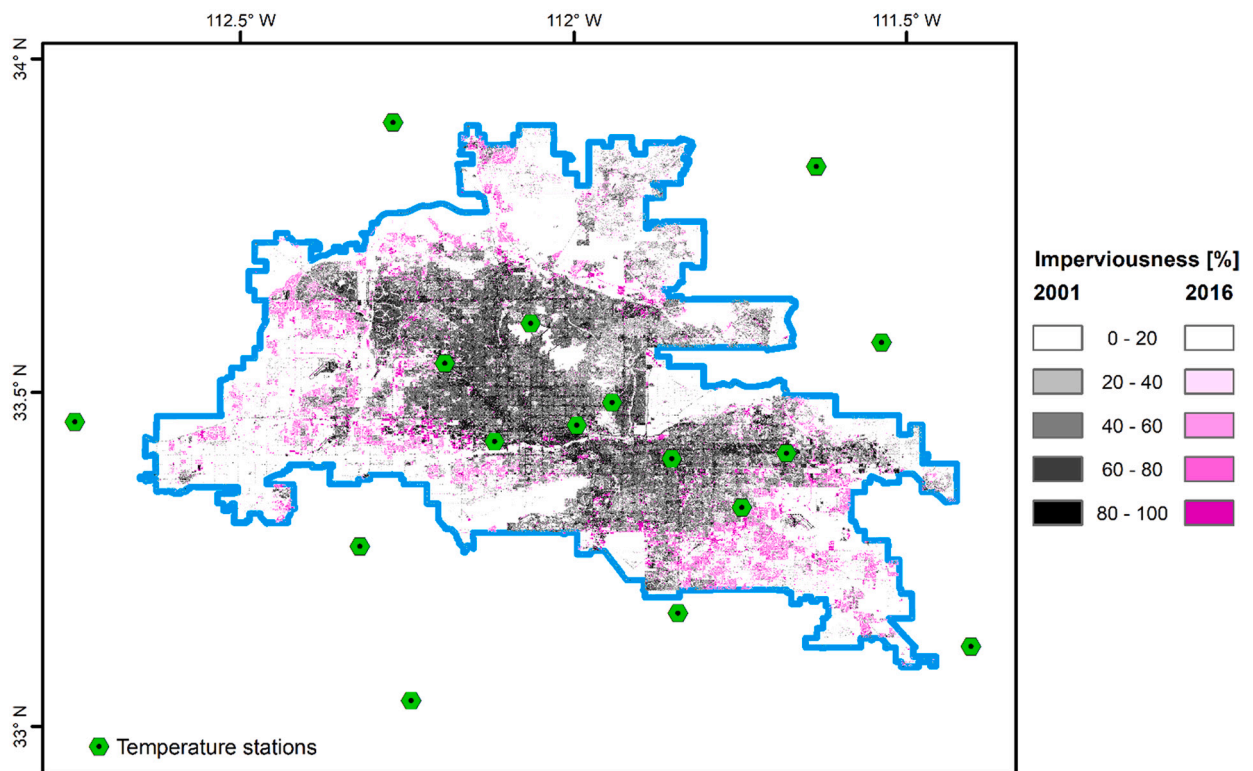 112.5° W 112° W 111.5° W
34° N
33.5° N
33° N
Temperature stations
Imperviousness [%]
2001 2016
0 - 20
20 - 40
40 - 60
60 - 80
80 - 100